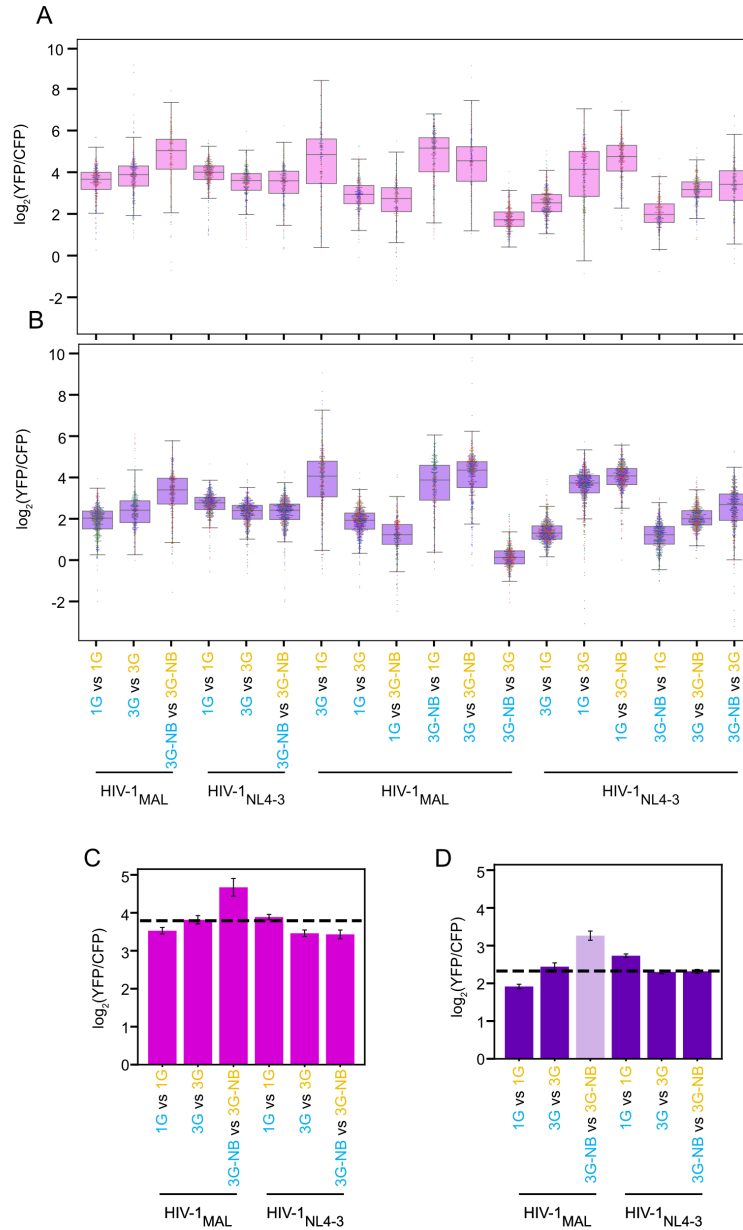 A
log2(YFP/CFP)
10
8
6
4
2
0
-2
B
log2(YFP/CFP)
10
8
6
4
2
0
-2
1G vs 1G
3G vs 3G
3G-NB vs 3G-NB
1G vs 1G
3G vs 3G
3G-NB vs 3G-NB
3G vs 1G
1G vs 3G
1G vs 3G-NB
3G-NB vs 1G
3G-NB vs 3G
3G-NB vs 3G
3G vs 1G
1G vs 3G
1G vs 3G-NB
3G-NB vs 1G
3G vs 3G-NB
3G-NB vs 3G
HIV-1MAL
HIV-1NL4-3
HIV-1MAL
HIV-1NL4-3
C
log2(YFP/CFP)
5
4
3
2
1
0
1G vs 1G
3G vs 3G
3G-NB vs 3G-NB
1G vs 1G
3G vs 3G
3G-NB vs 3G-NB
HIV-1MAL
HIV-1NL4-3
D
log2(YFP/CFP)
5
4
3
2
1
0
1G vs 1G
3G vs 3G
3G-NB vs 3G-NB
1G vs 1G
3G vs 3G
3G-NB vs 3G-NB
HIV-1MAL
HIV-1NL4-3